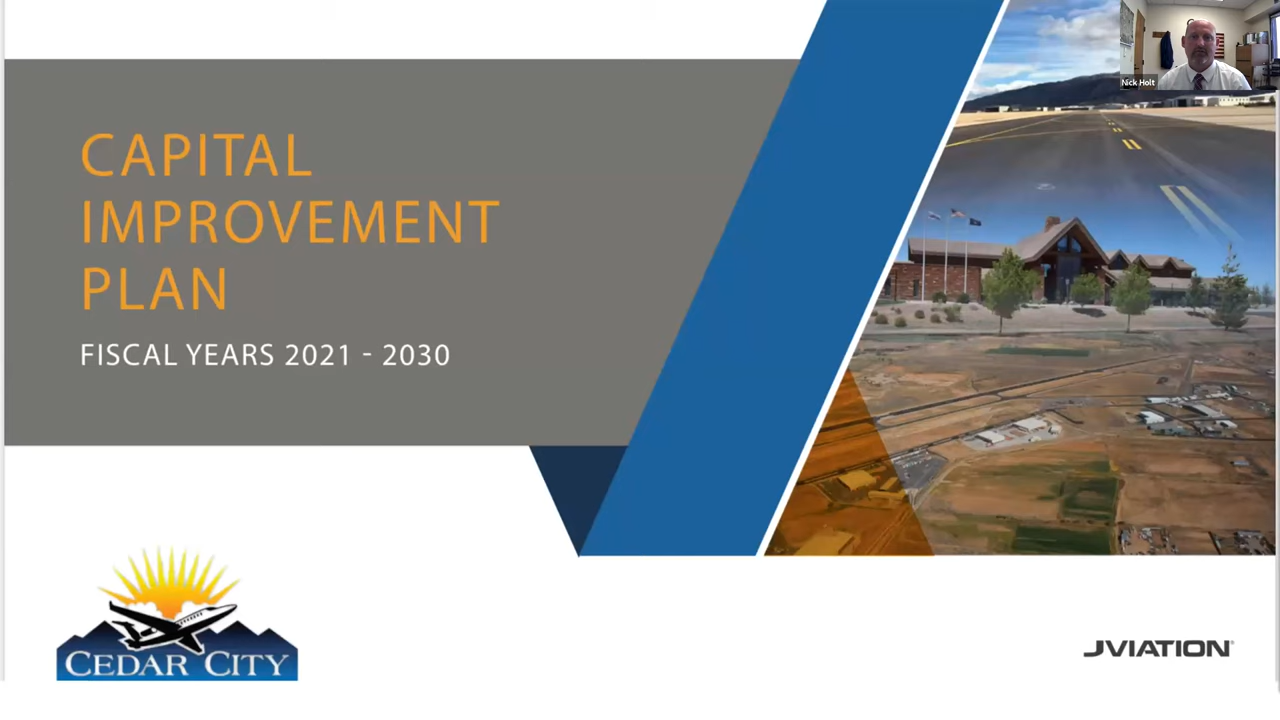 Nick Holt
CAPITAL
IMPROVEMENT
PLAN
FISCAL YEARS 2021 - 2030
CEDAR CITY
JVIATION®